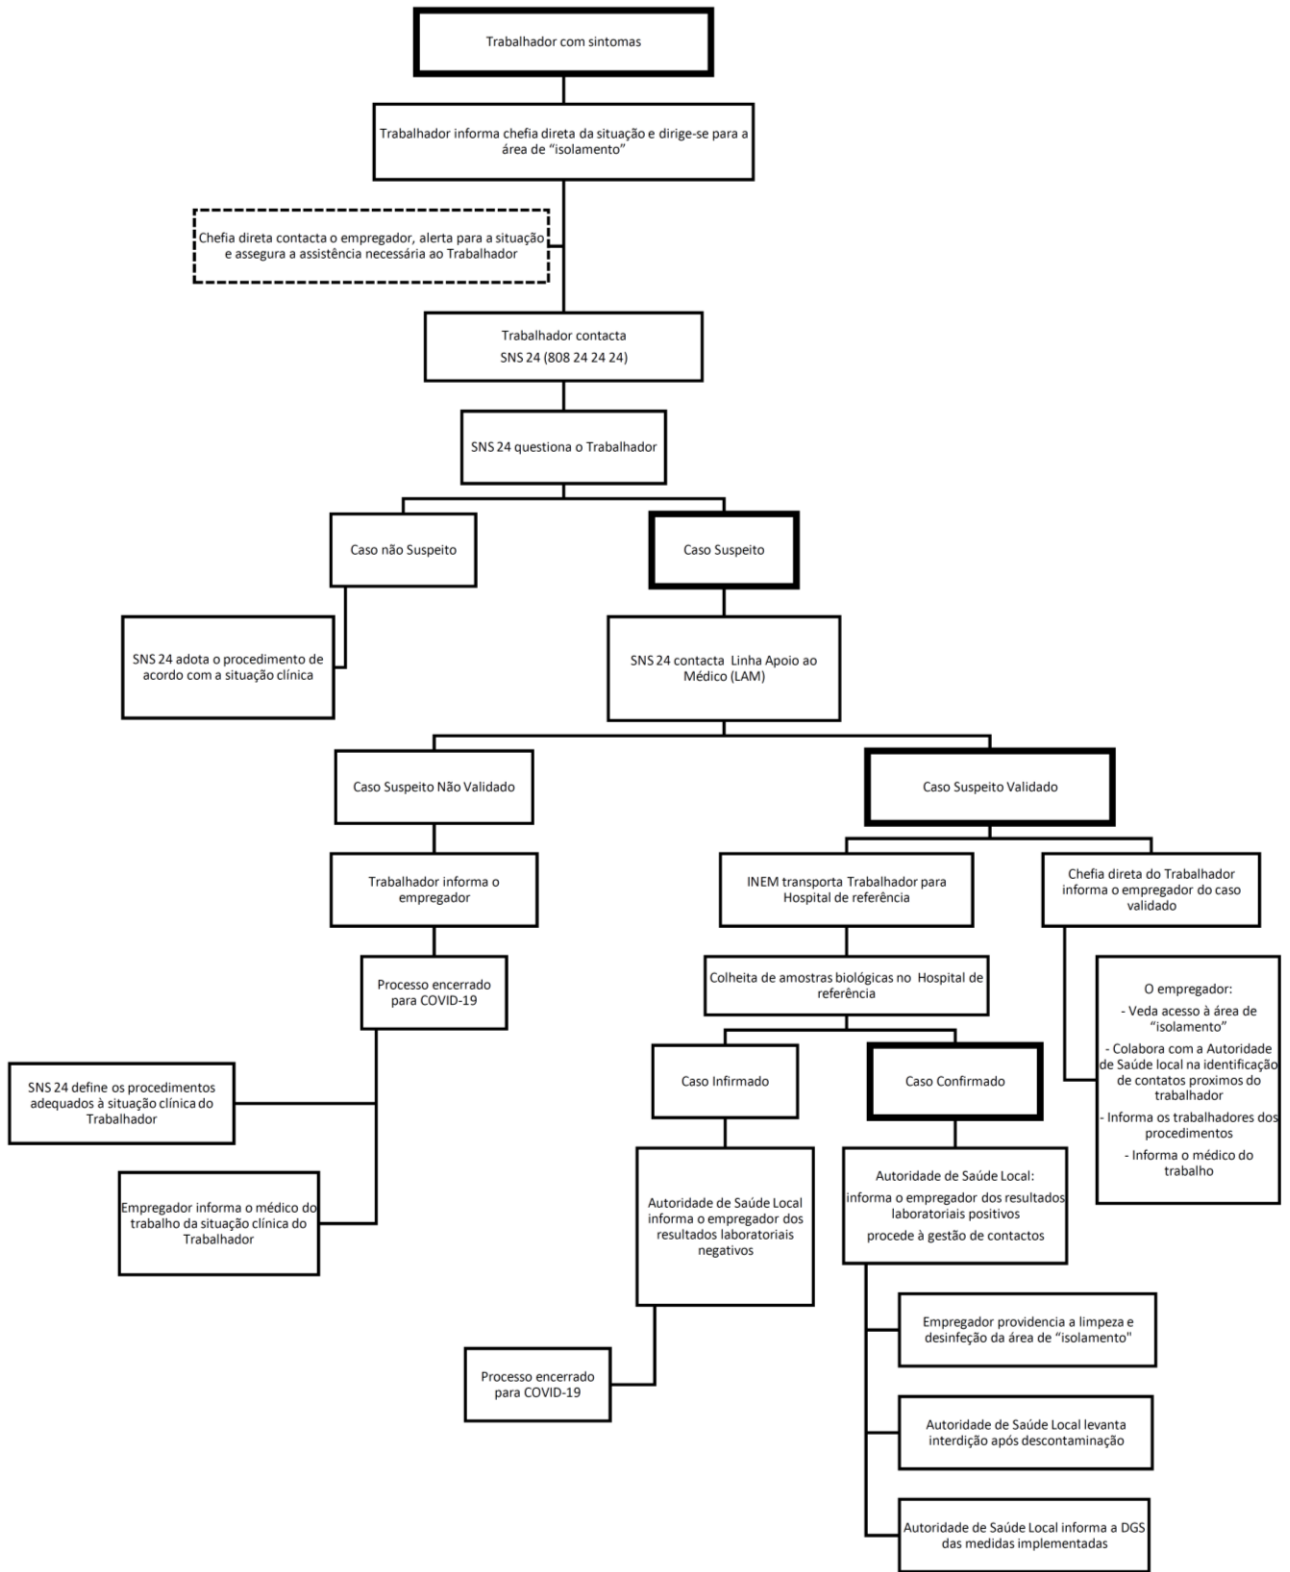 Trabalhador com sintomas
Trabalhador informa chefia direta da situação e dirige-se para a
área de “isolamento”
Chefia direta contacta o empregador, alerta para a situação
e assegura a assistência necessária ao Trabalhador
Trabalhador contacta
SNS 24 (808 24 24 24)
SNS 24 questiona o Trabalhador
Caso não Suspeito
Caso Suspeito
SNS 24 adota o procedimento de
acordo com a situação clínica
SNS 24 contacta Linha Apoio ao
Médico (LAM)
Caso Suspeito Não Validado
Caso Suspeito Validado
Trabalhador informa o
empregador
INEM transporta Trabalhador para
Hospital de referência
Chefia direta do Trabalhador
informa o empregador do caso
validado
Processo encerrado
para COVID-19
Colheita de amostras biológicas no Hospital de
referência
O empregador:
- Veda acesso à área de
“isolamento”
- Colabora com a Autoridade
de Saúde local na identificação
de contatos proximos do
trabalhador
- Informa os trabalhadores dos
procedimentos
- Informa o médico do
trabalho
SNS 24 define os procedimentos
adequados à situação clínica do
Trabalhador
Caso Infirmado
Caso Confirmado
Empregador informa o médico do
trabalho da situação clínica do
Trabalhador
Autoridade de Saúde Local
informa o empregador dos
resultados laboratoriais
negativos
Autoridade de Saúde Local:
informa o empregador dos resultados
laboratoriais positivos
procede à gestão de contactos
Empregador providencia a limpeza e
desinfeção da área de “isolamento"
Processo encerrado
para COVID-19
Autoridade de Saúde Local levanta
interdição após descontaminação
Autoridade de Saúde Local informa a DGS
das medidas implementadas